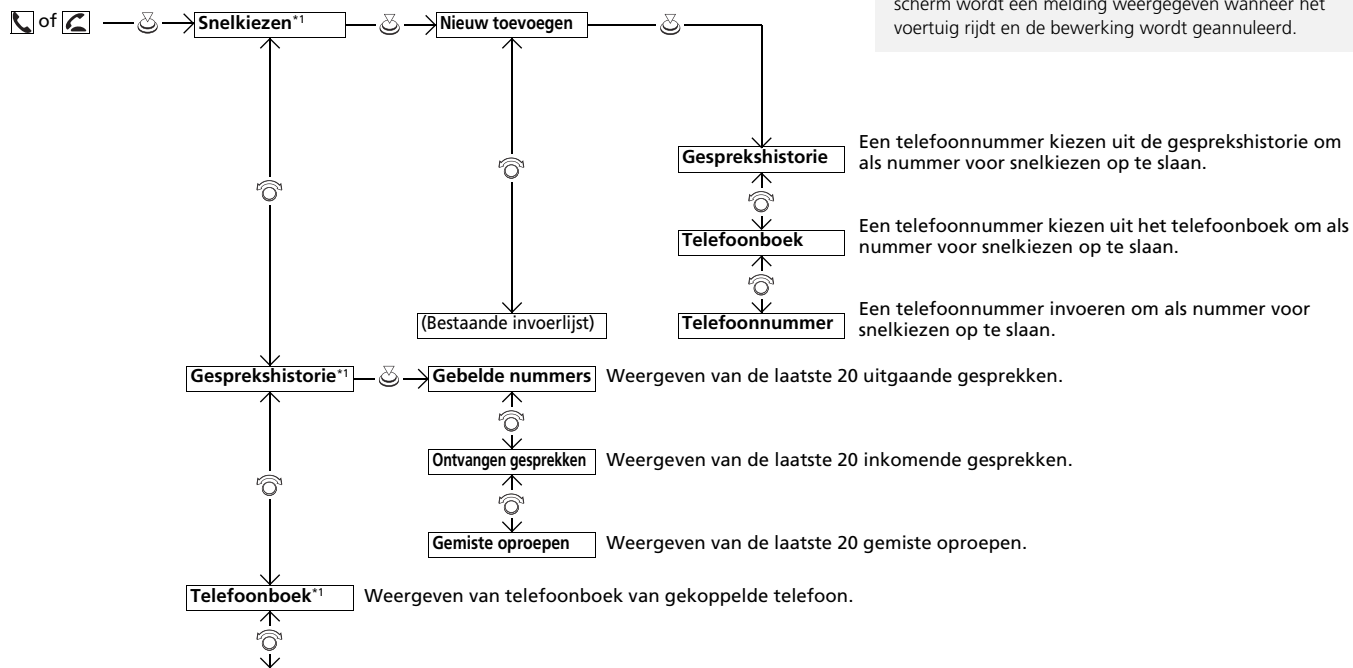 scherm wordt een melding weergegeven wanneer het
voertuig rijdt en de bewerking wordt geannuleerd.
of
Snelkiezen*1
Nieuw toevoegen
Gesprekshistorie
Een telefoonnummer kiezen uit de gesprekshistorie om
als nummer voor snelkiezen op te slaan.
Telefoonboek
Een telefoonnummer kiezen uit het telefoonboek om als
nummer voor snelkiezen op te slaan.
(Bestaande invoerlijst)
Telefoonnummer
Een telefoonnummer invoeren om als nummer voor
snelkiezen op te slaan.
Gesprekshistorie*1
Gebelde nummers
Weergeven van de laatste 20 uitgaande gesprekken.
Ontvangen gesprekken
Weergeven van de laatste 20 inkomende gesprekken.
Gemiste oproepen
Weergeven van de laatste 20 gemiste oproepen.
Telefoonboek*1
Weergeven van telefoonboek van gekoppelde telefoon.